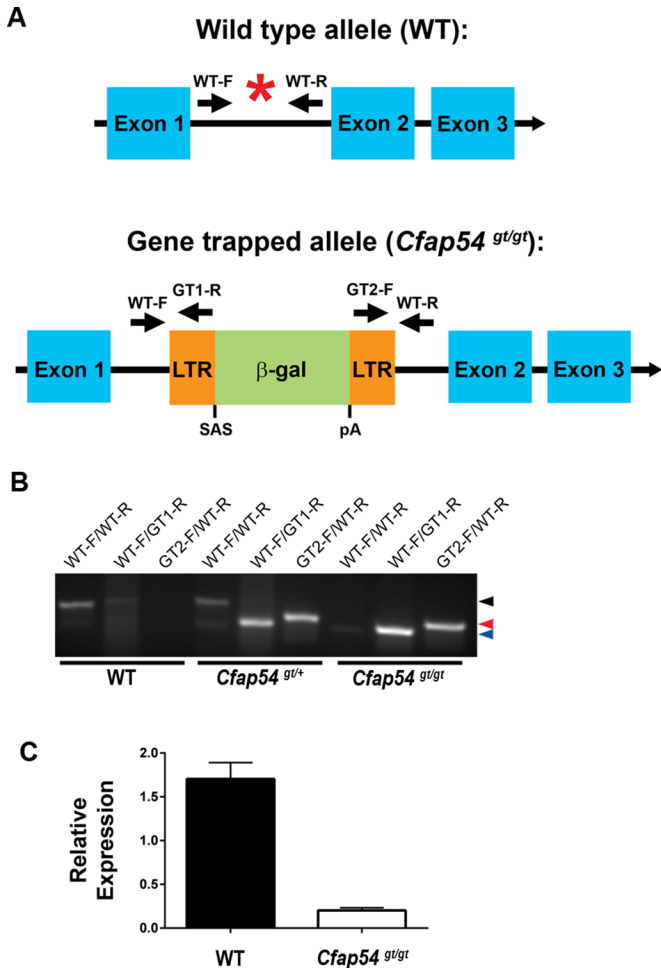 A
Wild type allele (WT):
WT-F
*
WT-R
Exon 1
Exon 2
Exon 3
Gene trapped allele (Cfap54 gt/gt):
WT-F
GT1-R
GT2-F
WT-R
Exon 1
LTR
β-gal
LTR
Exon 2
Exon 3
SAS
pA
B
WT-F/WT-R
WT-F/GT1-R
GT2-F/WT-R
WT-F/WT-R
WT-F/GT1-R
GT2-F/WT-R
WT-F/WT-R
WT-F/GT1-R
GT2-F/WT-R
WT
Cfap54 gt/+
Cfap54 gt/gt
C
Relative
Expression
2.0
1.5
1.0
0.5
0.0
WT
Cfap54 gt/gt